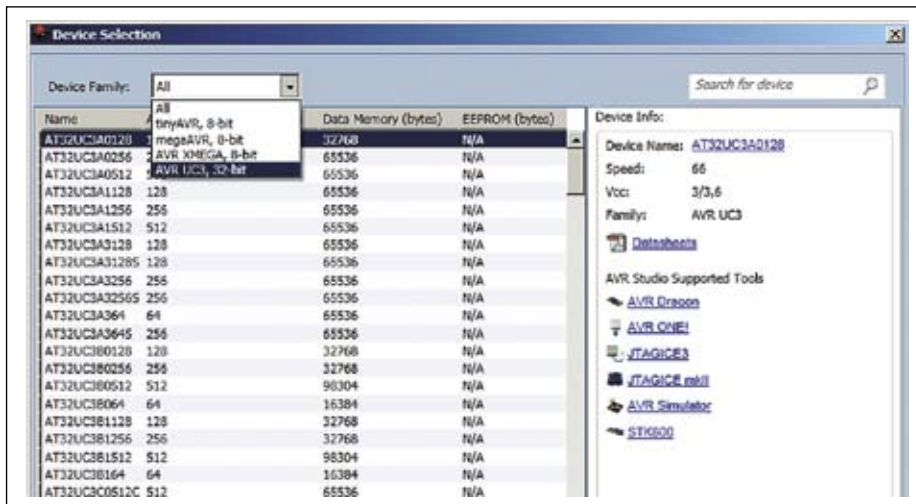 Device Selection
Device Family: All
Search for device
All
tinyAVR, 8-bit
megaAVR, 8-bit
AVR XMEGA, 8-bit
AVR UC3, 32-bit
Name Data Memory (bytes) EEPROM (bytes)
AT32UC3A0128 32768 N/A
AT32UC3A0256 65536 N/A
AT32UC3A0512 65536 N/A
AT32UC3A1128 128 65536 N/A
AT32UC3A1256 256 65536 N/A
AT32UC3A1512 512 65536 N/A
AT32UC3A3128 128 65536 N/A
AT32UC3A3128S 128 65536 N/A
AT32UC3A3256 256 65536 N/A
AT32UC3A3256S 256 65536 N/A
AT32UC3A364 64 65536 N/A
AT32UC3A364S 256 65536 N/A
AT32UC3B0128 128 32768 N/A
AT32UC3B0256 256 32768 N/A
AT32UC3B0512 512 98304 N/A
AT32UC3B064 64 16384 N/A
AT32UC3B1128 128 32768 N/A
AT32UC3B1256 256 32768 N/A
AT32UC3B1512 512 98304 N/A
AT32UC3B164 64 16384 N/A
AT32UC3C0512C 512 65536 N/A
Device Info:
Device Name: AT32UC3A0128
Speed: 66
Vcc: 3/3,6
Family: AVR UC3
Datasheets
AVR Studio Supported Tools
AVR Dragon
AVR ONE!
JTAGICE3
JTAGICE mkII
AVR Simulator
STK600